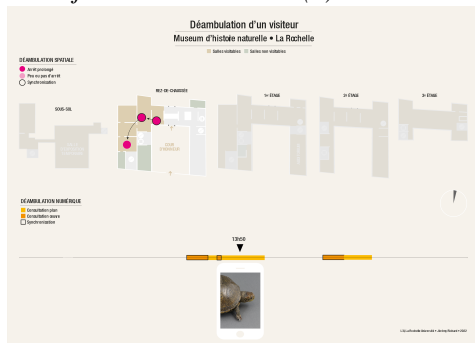 Déambulation d'un visiteur
Museum d'histoire naturelle • La Rochelle
Salles visitables Salles non visitables
DÉAMBULATION SPATIALE
Arrêt prolongé
Peu ou pas d'arrêt
Synchronisation
SOUS-SOL
REZ-DE-CHAUSSÉE
1er ÉTAGE
2e ÉTAGE
3e ÉTAGE
DÉAMBULATION NUMÉRIQUE
Consultation plan
Consultation œuvre
Synchronisation
13h50